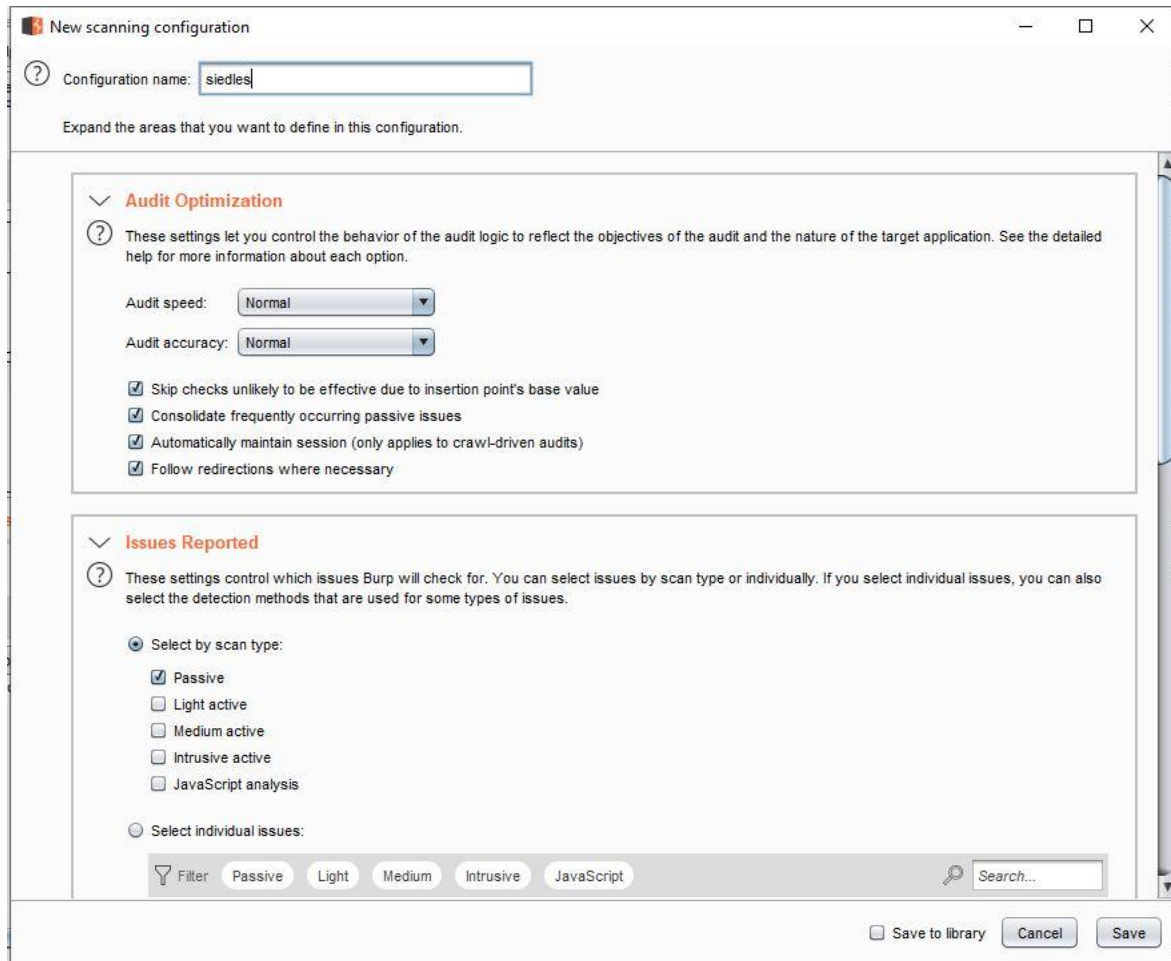 New scanning configuration
Configuration name: siedles
Expand the areas that you want to define in this configuration.
Audit Optimization
These settings let you control the behavior of the audit logic to reflect the objectives of the audit and the nature of the target application. See the detailed
help for more information about each option.
Audit speed: Normal
Audit accuracy: Normal
Skip checks unlikely to be effective due to insertion point's base value
Consolidate frequently occurring passive issues
Automatically maintain session (only applies to crawl-driven audits)
Follow redirections where necessary
Issues Reported
These settings control which issues Burp will check for. You can select issues by scan type or individually. If you select individual issues, you can also
select the detection methods that are used for some types of issues.
Select by scan type:
Passive
Light active
Medium active
Intrusive active
JavaScript analysis
Select individual issues:
Filter Passive Light Medium Intrusive JavaScript Search...
Save to library Cancel Save